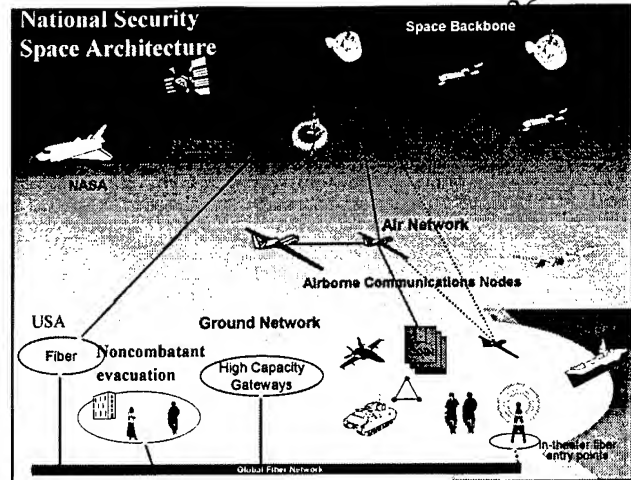 National Security
Space Architecture
Space Backbone
NASA
Air Network
Airborne Communications Nodes
USA
Ground Network
Fiber
Noncombatant
evacuation
High Capacity
Gateways
In-theater fiber
entry points
Global Fiber Network